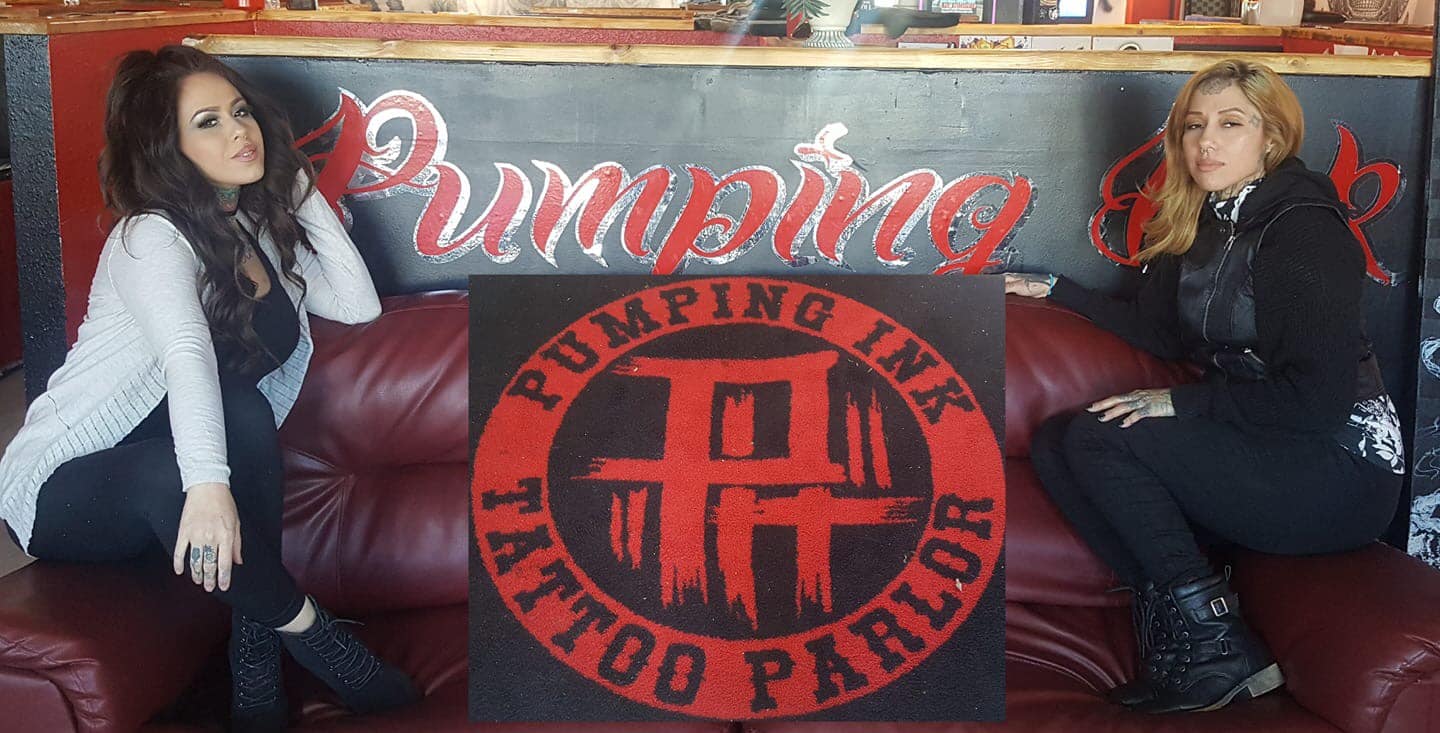 Pumping
PUMPING INK
TATTOO PARLOR